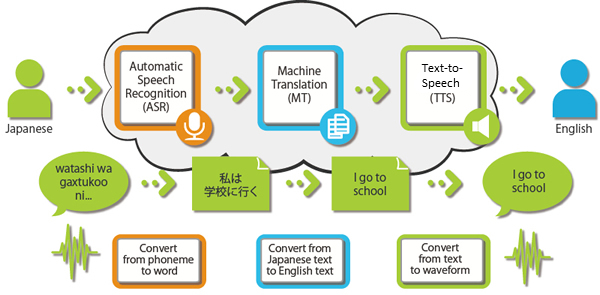 Automatic
Speech
Recognition
(ASR)
Machine
Translation
(MT)
Text-to-
Speech
(TTS)
Japanese
English
watashi wa
gaxtukoo
ni...
私は
学校に行く
I go to
school
I go to
school
Convert
from phoneme
to word
Convert from
Japanese text
to English text
Convert
from text
to waveform